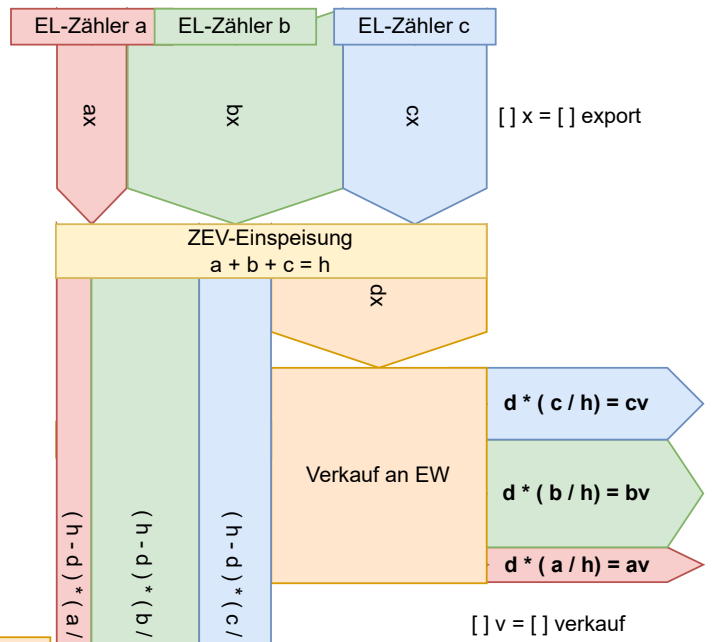 EL-Zähler a
EL-Zähler b
EL-Zähler c
ax
bx
cx
[ ] x = [ ] export
ZEV-Einspeisung
a + b + c = h
dx
d * ( c / h) = cv
Verkauf an EW
d * ( b / h) = bv
d * ( a / h) = av
( h - d ) * ( a /
( h - d ) * ( b /
( h - d ) * ( c /
[ ] v = [ ] verkauf